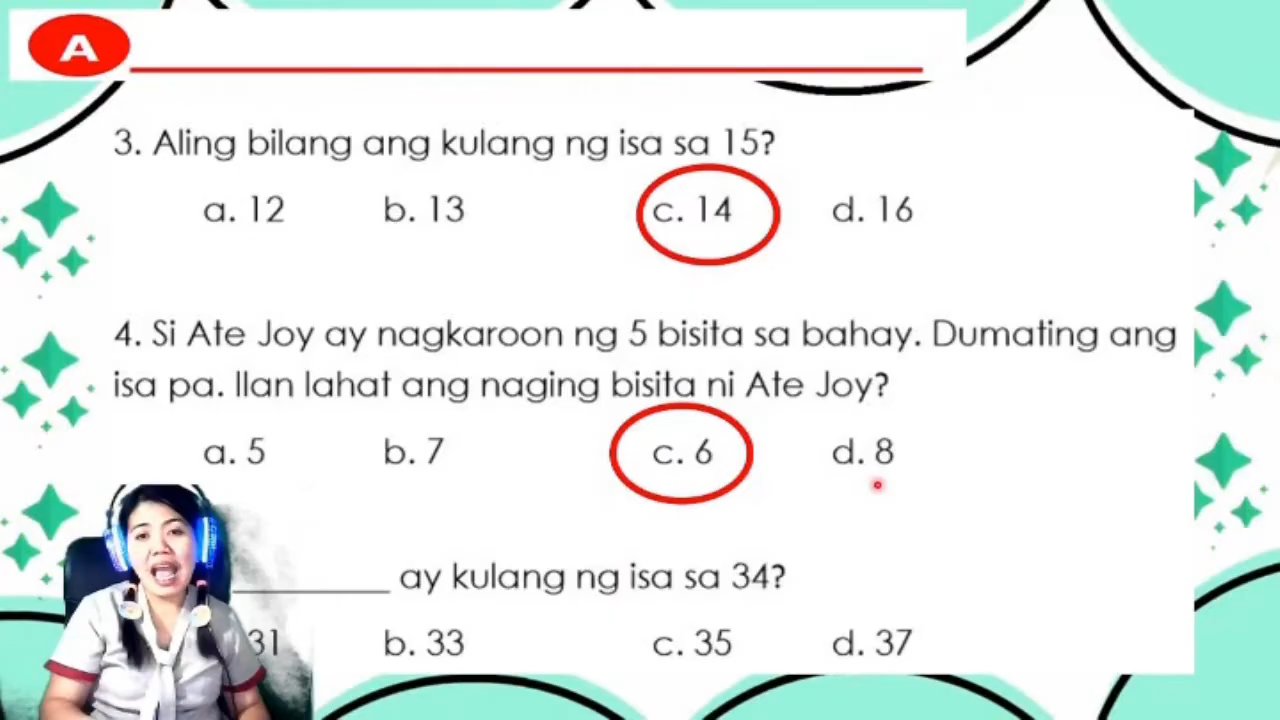 A
3. Aling bilang ang kulang ng isa sa 15?
a. 12 b. 13 c. 14 d. 16
4. Si Ate Joy ay nagkaroon ng 5 bisita sa bahay. Dumating ang
isa pa. Ilan lahat ang naging bisita ni Ate Joy?
a. 5 b. 7 c. 6 d. 8
__________ ay kulang ng isa sa 34?
31 b. 33 c. 35 d. 37